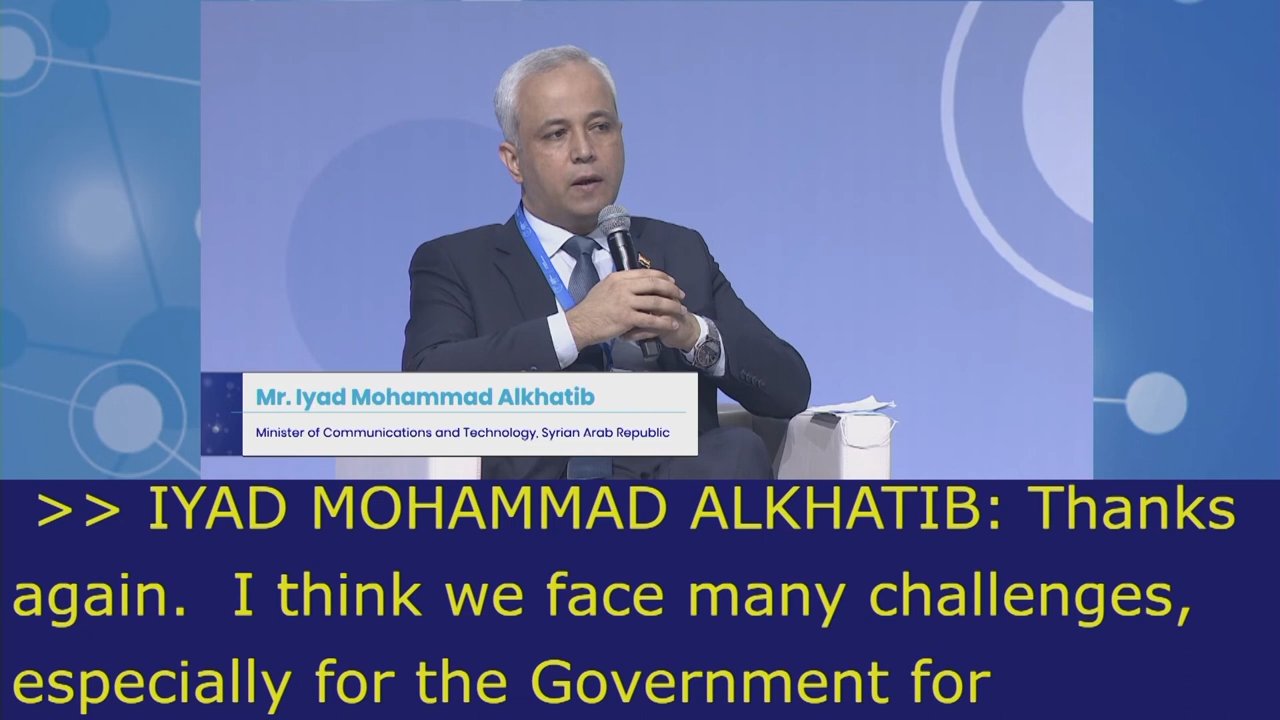 Mr. Iyad Mohammad Alkhatib
Minister of Communications and Technology, Syrian Arab Republic
>> IYAD MOHAMMAD ALKHATIB: Thanks
again.  I think we face many challenges,
especially for the Government for